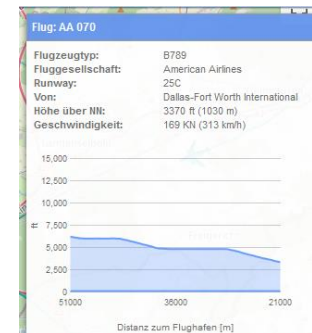 Flug: AA 070
Flugzeugtyp: B789
Fluggesellschaft: American Airlines
Runway: 25C
Von: Dallas-Fort Worth International
Höhe über NN: 3370 ft (1030 m)
Geschwindigkeit: 169 KN (313 km/h)
15,000
12,500
10,000
7,500
ft
5,000
2,500
0
51000 36000 21000
Distanz zum Flughafen [m]